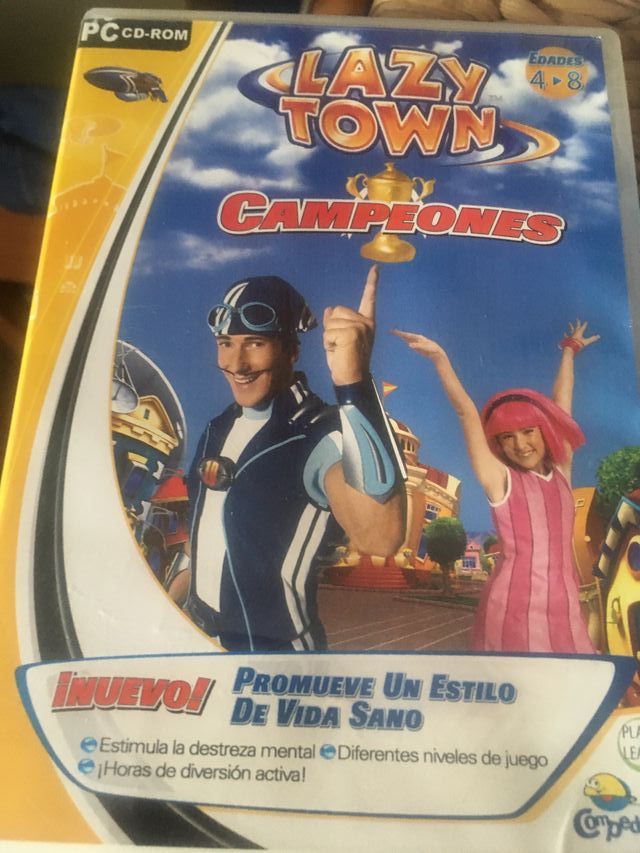 PC CD-ROM
LAZY
TOWN™
EDADES
4 ▸ 8
CAMPEONES
¡NUEVO!
PROMUEVE UN ESTILO
DE VIDA SANO
Estimula la destreza mental
Diferentes niveles de juego
¡Horas de diversión activa!